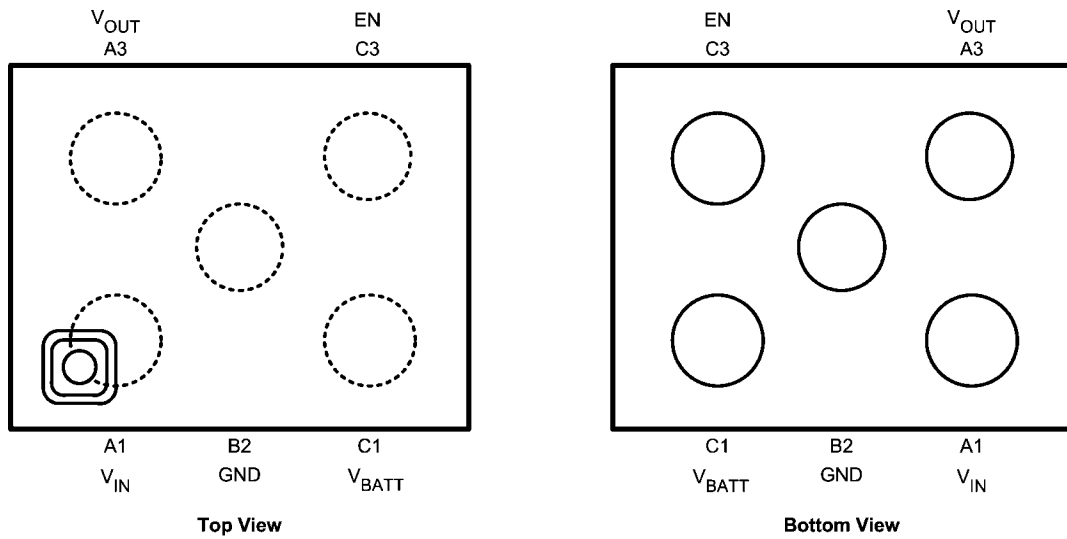 V_OUT EN
A3 C3
A1 B2 C1
V_IN GND V_BATT
Top View
EN V_OUT
C3 A3
C1 B2 A1
V_BATT GND V_IN
Bottom View